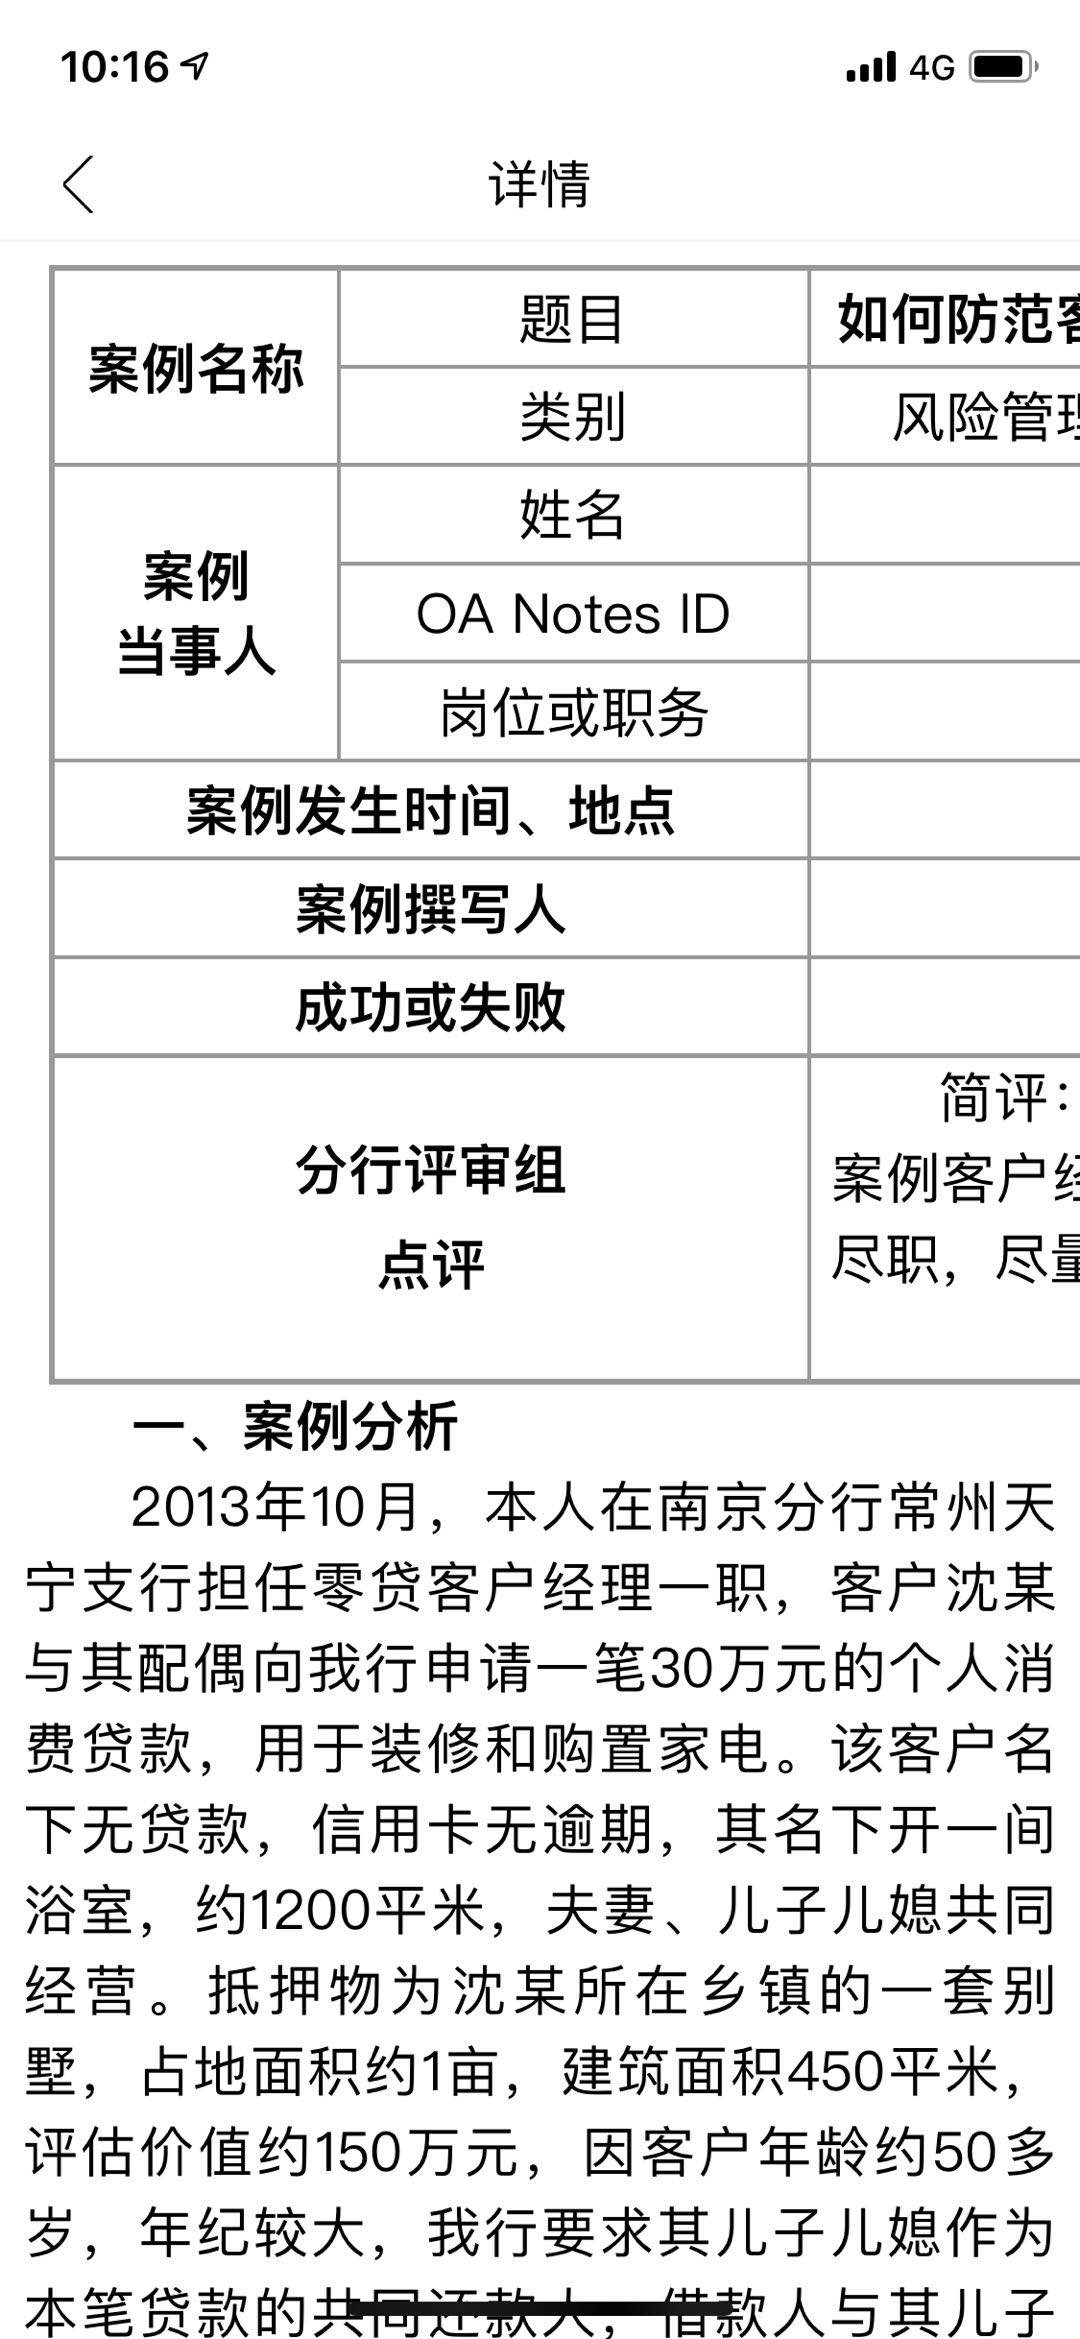 10:16
4G
详情
案例名称
题目
如何防范
类别
风险管理
案例
当事人
姓名
OA Notes ID
岗位或职务
案例发生时间、地点
案例撰写人
成功或失败
分行评审组
点评
简评：
案例客户经
尽职，尽量
一、案例分析
2013年10月，本人在南京分行常州天
宁支行担任零贷客户经理一职，客户沈某
与其配偶向我行申请一笔30万元的个人消
费贷款，用于装修和购置家电。该客户名
下无贷款，信用卡无逾期，其名下开一间
浴室，约1200平米，夫妻、儿子儿媳共同
经营。抵押物为沈某所在乡镇的一套别
墅，占地面积约1亩，建筑面积450平米，
评估价值约150万元，因客户年龄约50多
岁，年纪较大，我行要求其儿子儿媳作为
本笔贷款的共同还款人，借款人与其儿子